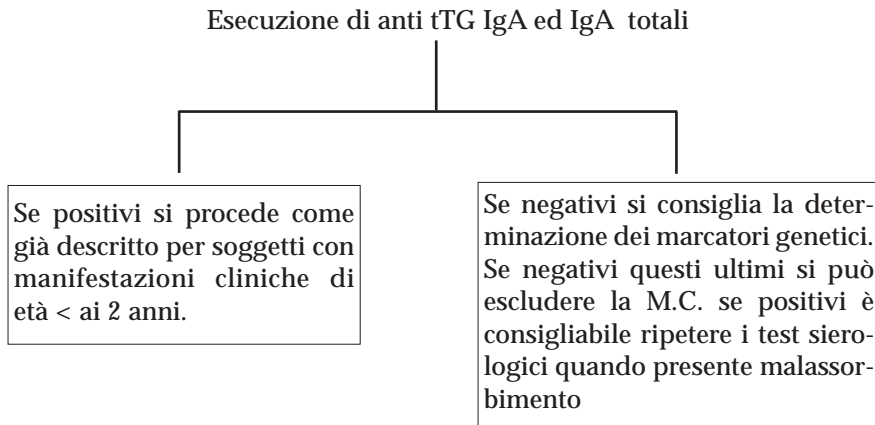 Esecuzione di anti tTG IgA ed IgA totali
Se positivi si procede come
già descritto per soggetti con
manifestazioni cliniche di
età < ai 2 anni.
Se negativi si consiglia la deter-
minazione dei marcatori genetici.
Se negativi questi ultimi si può
escludere la M.C. se positivi è
consigliabile ripetere i test siero-
logici quando presente malassor-
bimento